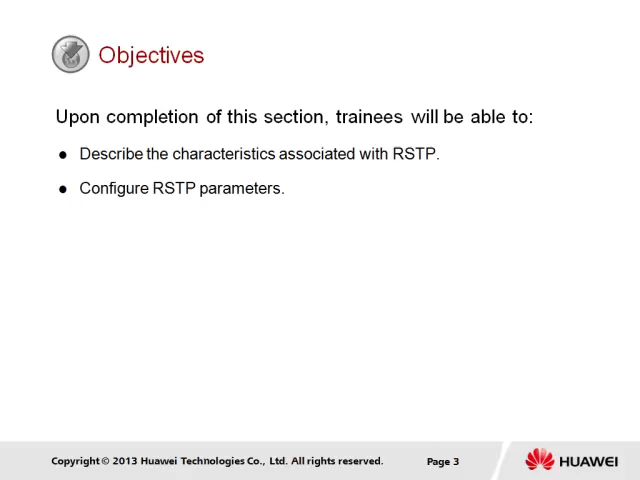 Objectives
Upon completion of this section, trainees will be able to:
● Describe the characteristics associated with RSTP.
● Configure RSTP parameters.
Copyright © 2013 Huawei Technologies Co., Ltd. All rights reserved.
Page 3
HUAWEI